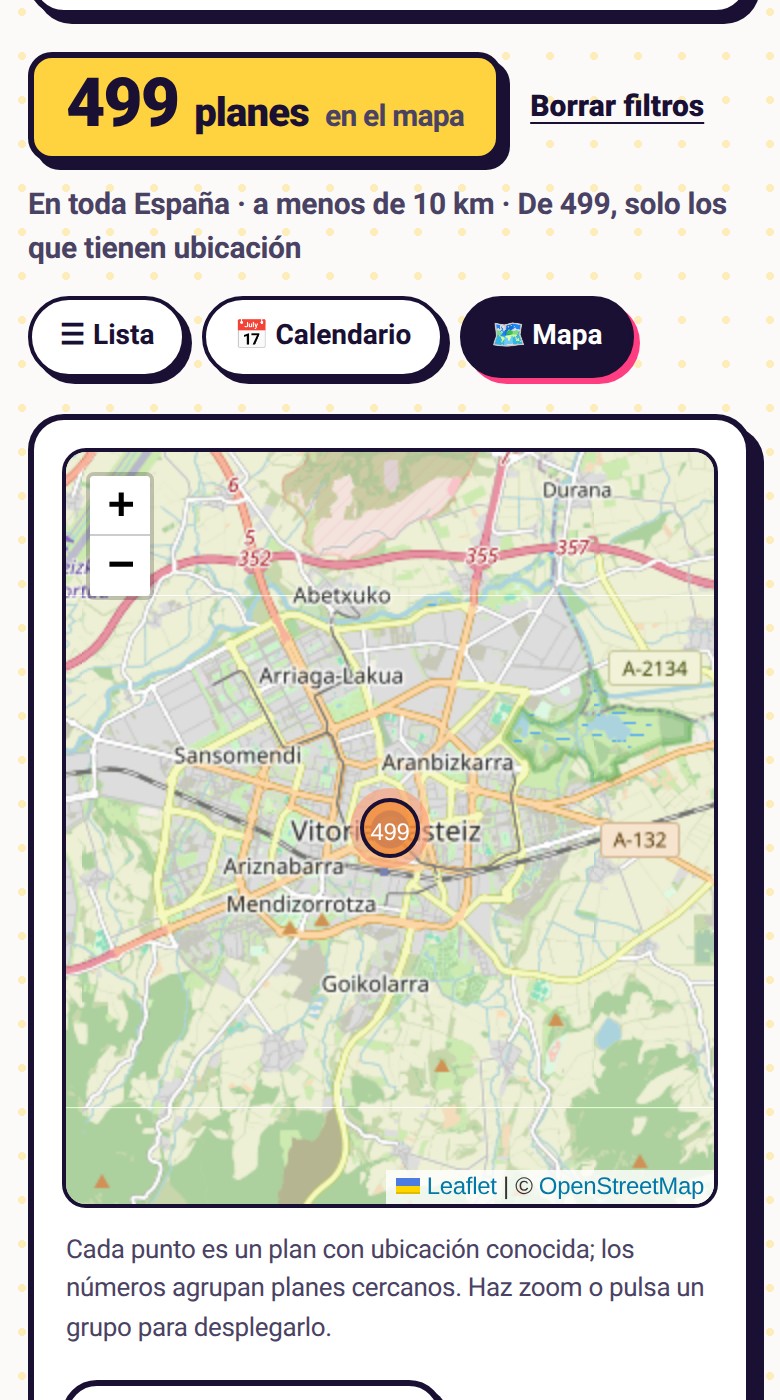 499 planes en el mapa
Borrar filtros
En toda España · a menos de 10 km · De 499, solo los
que tienen ubicación
☰ Lista
Calendario
Mapa
+
−
6
5
352
355
357
Durana
Abetxuko
Arriaga-Lakua
A-2134
Sansomendi
Aranbizkarra
499
A-132
Ariznabarra
Mendizorrotza
Goikolarra
Leaflet | © OpenStreetMap
Cada punto es un plan con ubicación conocida; los
números agrupan planes cercanos. Haz zoom o pulsa un
grupo para desplegarlo.